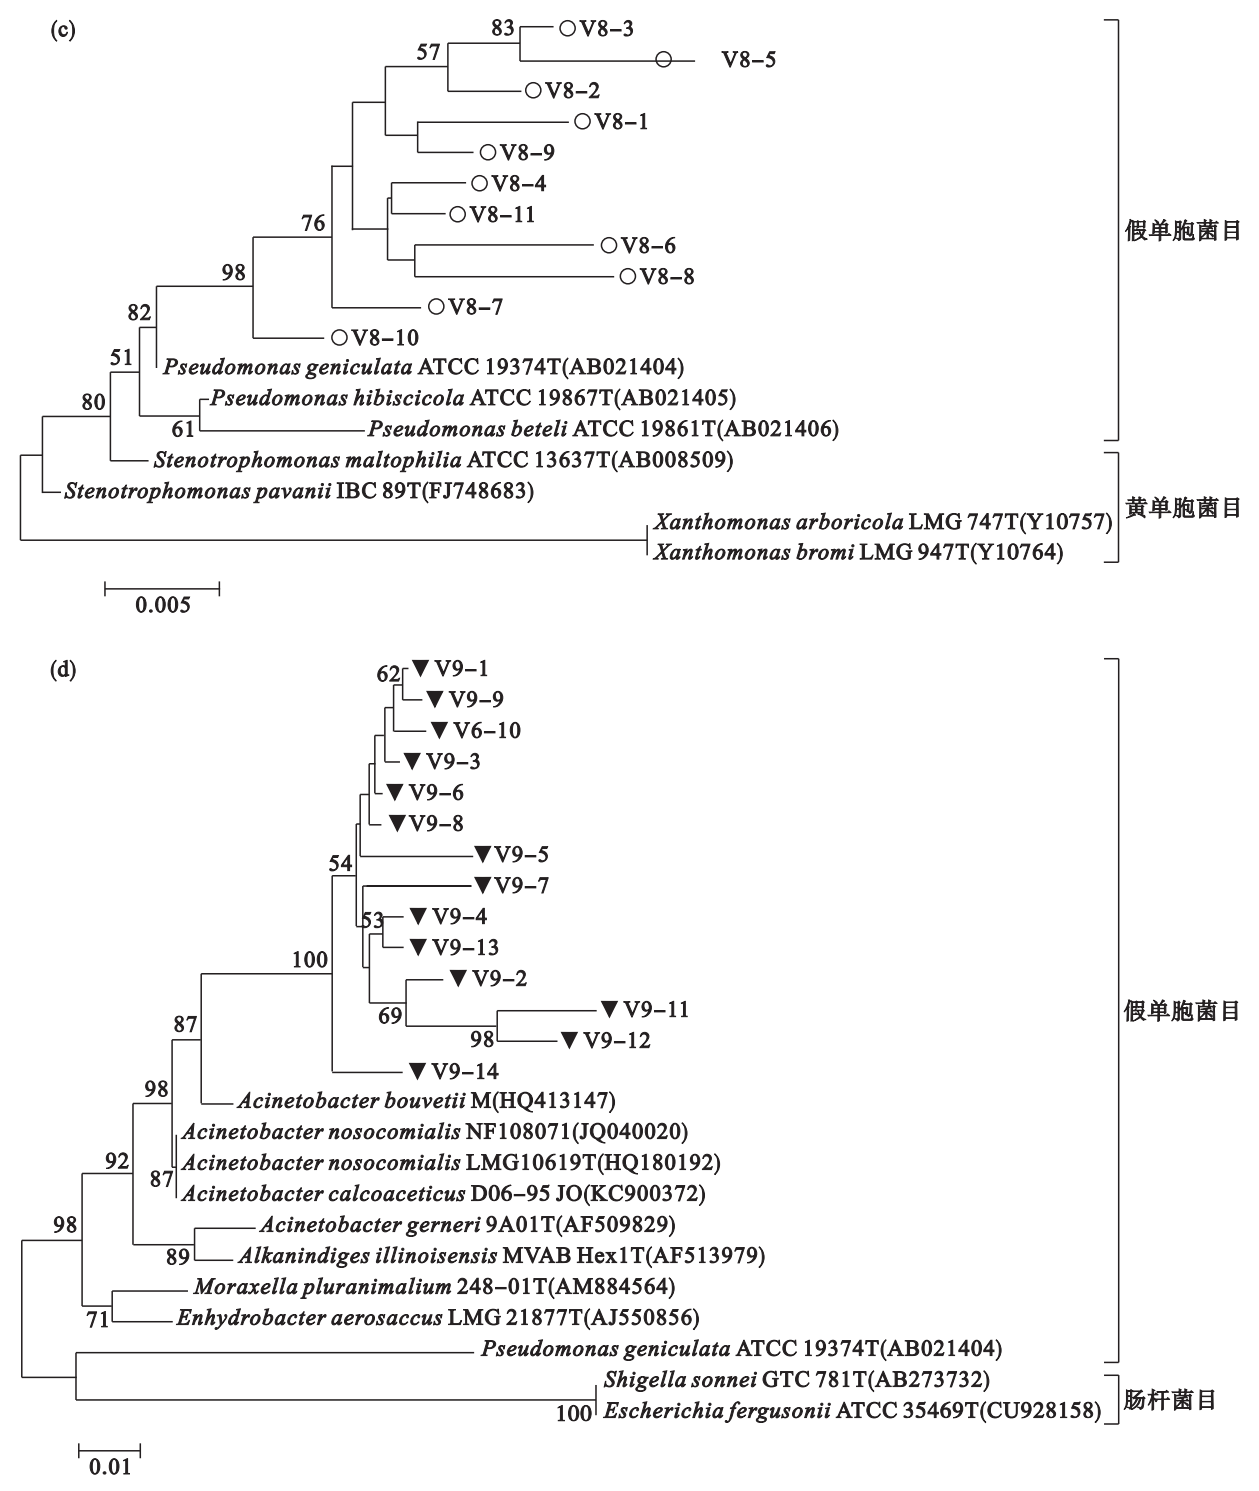 (c)
83
V8-3
57
V8-5
V8-2
V8-1
V8-9
V8-4
V8-11
76
V8-6
假单胞菌目
98
V8-8
V8-7
82
V8-10
51
Pseudomonas geniculata ATCC 19374T(AB021404)
Pseudomonas hibiscicola ATCC 19867T(AB021405)
80
61
Pseudomonas beteli ATCC 19861T(AB021406)
Stenotrophomonas maltophilia ATCC 13637T(AB008509)
Stenotrophomonas pavanii IBC 89T(FJ748683)
黄单胞菌目
Xanthomonas arboricola LMG 747T(Y10757)
Xanthomonas bromi LMG 947T(Y10764)
0.005
(d)
62
V9-1
V9-9
V6-10
V9-3
V9-6
V9-8
V9-5
54
V9-7
53
V9-4
V9-13
100
V9-2
69
V9-11
假单胞菌目
87
98
V9-12
V9-14
98
Acinetobacter bouvetii M(HQ413147)
Acinetobacter nosocomialis NF108071(JQ040020)
92
Acinetobacter nosocomialis LMG10619T(HQ180192)
87
Acinetobacter calcoaceticus D06-95 JO(KC900372)
98
Acinetobacter gerneri 9A01T(AF509829)
89
Alkanindiges illinoisensis MVAB Hex1T(AF513979)
Moraxella pluranimalium 248-01T(AM884564)
71
Enhydrobacter aerosaccus LMG 21877T(AJ550856)
Pseudomonas geniculata ATCC 19374T(AB021404)
Shigella sonnei GTC 781T(AB273732)
肠杆菌目
100
Escherichia fergusonii ATCC 35469T(CU928158)
0.01